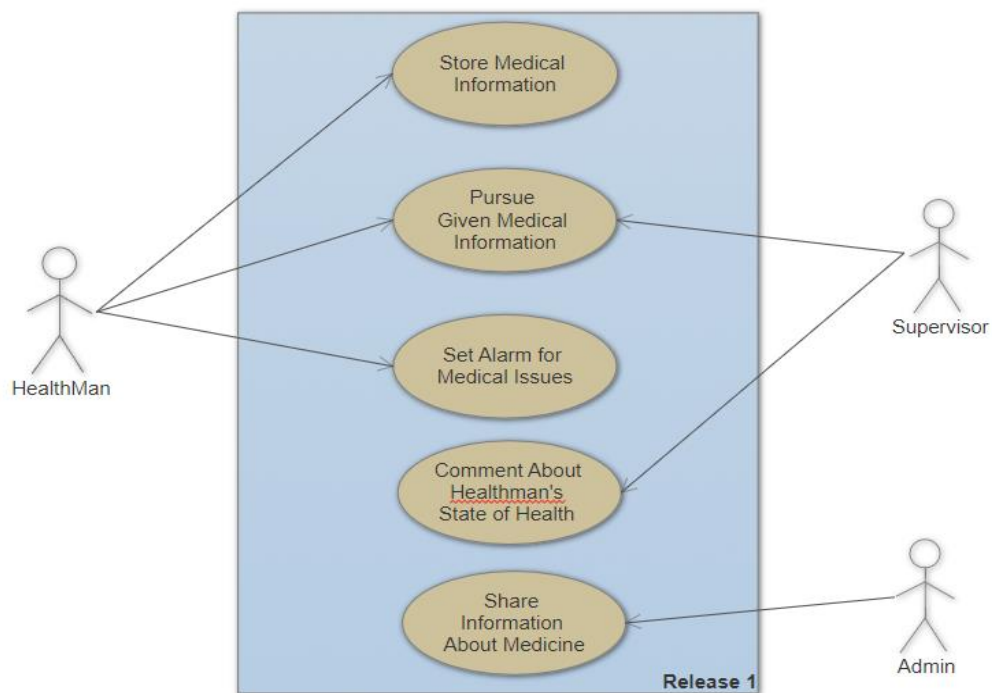 Store Medical
Information
Pursue
Given Medical
Information
Set Alarm for
Medical Issues
Comment About
Healthman's
State of Health
Share
Information
About Medicine
HealthMan
Supervisor
Admin
Release 1